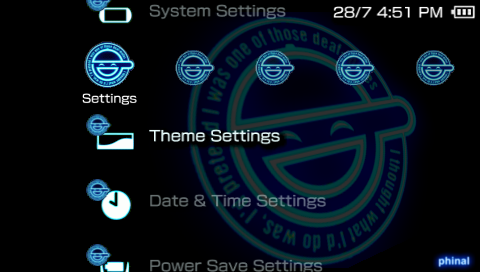 System Settings
28/7 4:51 PM
Settings
Theme Settings
Date & Time Settings
Power Save Settings
I thought what I'd do was, I'd pretend I was one of those deaf
phinal